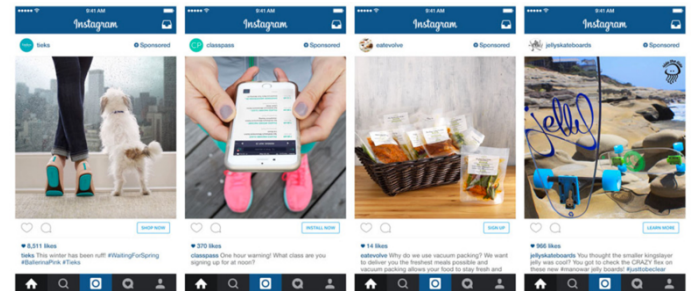 9:41 AM
Instagram
tieks
Sponsored
SHOP NOW
8,511 likes
tieks This winter has been ruff! #WaitingForSpring
#BallerinaPink #Tieks
9:41 AM
Instagram
CP
classpass
Sponsored
INSTALL NOW
370 likes
classpass One hour warning! What class are you
signing up for at noon?
9:41 AM
Instagram
eatevolve
Sponsored
SIGN UP
14 likes
eatevolve Why do we use vacuum packing? We
want to deliver you the freshest meals possible and
vacuum packing allows your food to stay fresh and
9:41 AM
Instagram
jellyskateboards
Sponsored
jelly
LEARN MORE
966 likes
jellyskateboards You thought the smaller kingslayer
jelly was cool? You got to check the CRAZY flex on
these new #manowar jelly boards! #justtobeclear